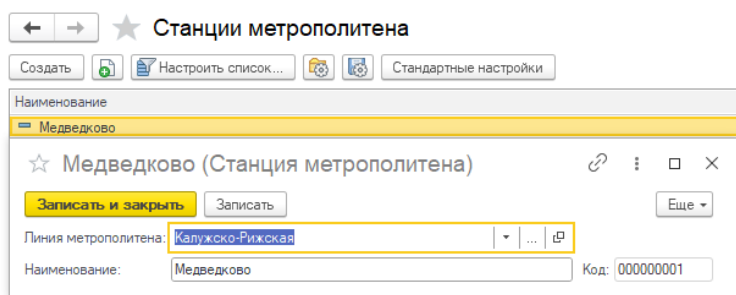 Станции метрополитена
Создать Настроить список... Стандартные настройки
Наименование
Медведково
Медведково (Станция метрополитена)
Записать и закрыть Записать Еще
Линия метрополитена: Калужско-Рижская ...
Наименование: Медведково Код: 000000001